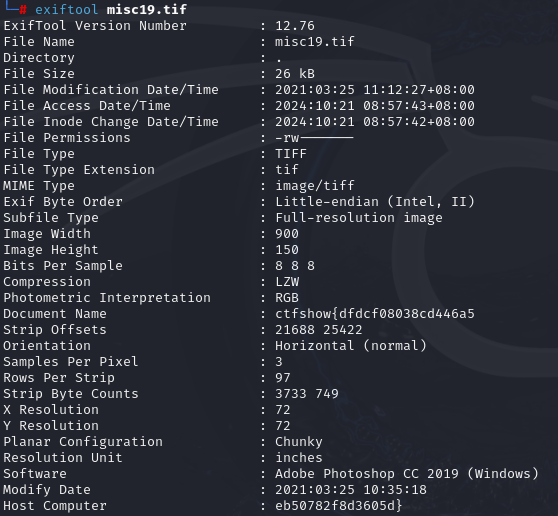 └─# exiftool misc19.tif
ExifTool Version Number : 12.76
File Name : misc19.tif
Directory : .
File Size : 26 kB
File Modification Date/Time : 2021:03:25 11:12:27+08:00
File Access Date/Time : 2024:10:21 08:57:43+08:00
File Inode Change Date/Time : 2024:10:21 08:57:42+08:00
File Permissions : -rw-------
File Type : TIFF
File Type Extension : tif
MIME Type : image/tiff
Exif Byte Order : Little-endian (Intel, II)
Subfile Type : Full-resolution image
Image Width : 900
Image Height : 150
Bits Per Sample : 8 8 8
Compression : LZW
Photometric Interpretation : RGB
Document Name : ctfshow{dfdcf08038cd446a5
Strip Offsets : 21688 25422
Orientation : Horizontal (normal)
Samples Per Pixel : 3
Rows Per Strip : 97
Strip Byte Counts : 3733 749
X Resolution : 72
Y Resolution : 72
Planar Configuration : Chunky
Resolution Unit : inches
Software : Adobe Photoshop CC 2019 (Windows)
Modify Date : 2021:03:25 10:35:18
Host Computer : eb50782f8d3605d}